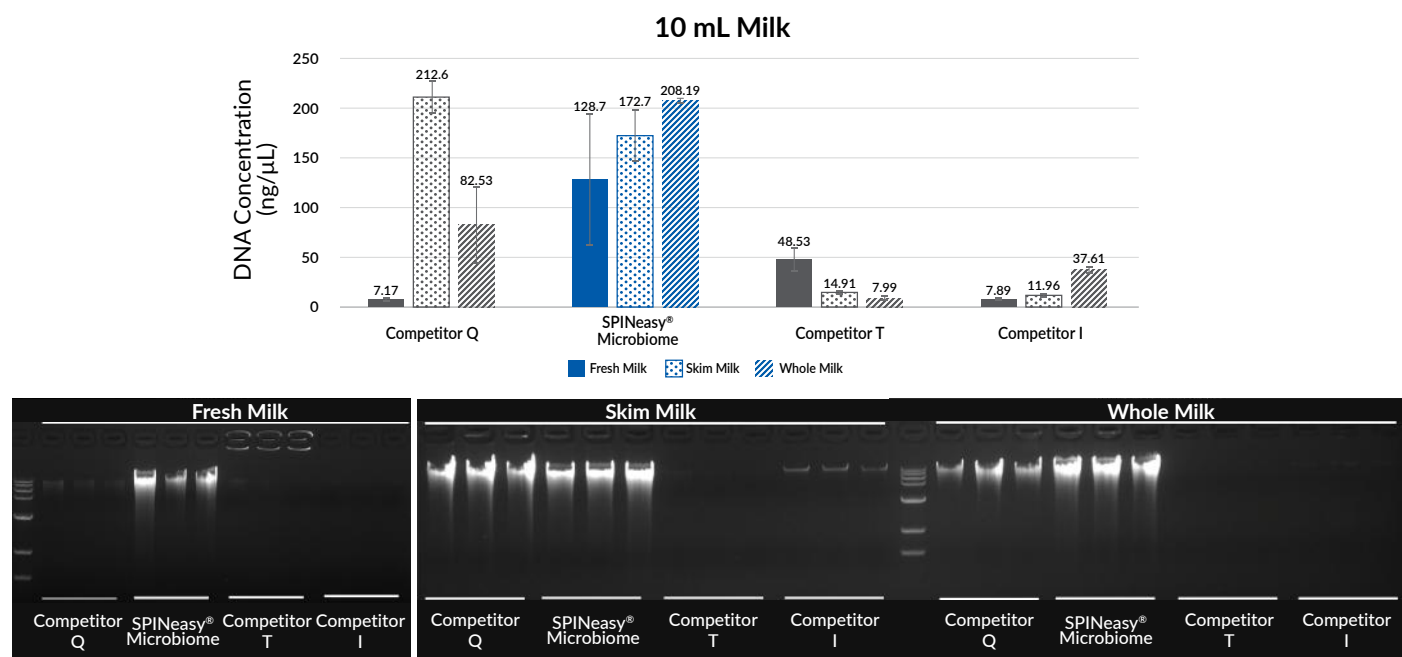 10 mL Milk
DNA Concentration
(ng/µL)
250
200
150
100
50
0
7.17
212.6
82.53
128.7
172.7
208.19
48.53
14.91
7.99
7.89
11.96
37.61
Competitor Q
SPINeasy®
Microbiome
Competitor T
Competitor I
Fresh Milk
Skim Milk
Whole Milk
Fresh Milk
Competitor
Q
SPINeasy®
Microbiome
Competitor
T
Competitor
I
Skim Milk
Competitor
Q
SPINeasy®
Microbiome
Competitor
T
Competitor
I
Whole Milk
Competitor
Q
SPINeasy®
Microbiome
Competitor
T
Competitor
I